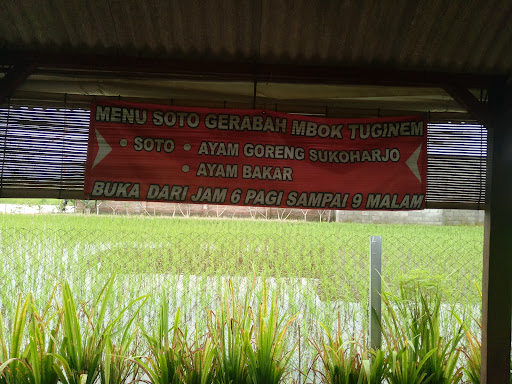 MENU SOTO GERABAH MBOK TUGINEM
• SOTO • AYAM GORENG SUKOHARJO
• AYAM BAKAR
BUKA DARI JAM 6 PAGI SAMPAI 9 MALAM